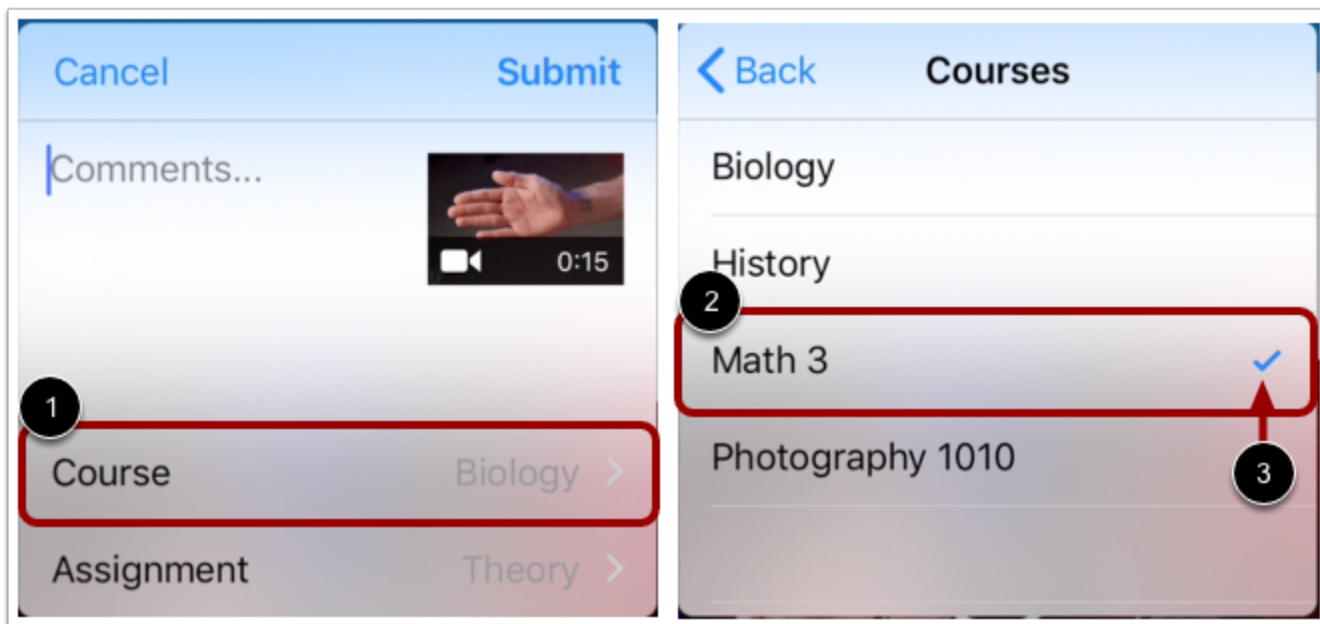 Cancel Submit
Comments...
0:15
1
Course Biology
Assignment Theory
Back Courses
Biology
History
2
Math 3
Photography 1010
3